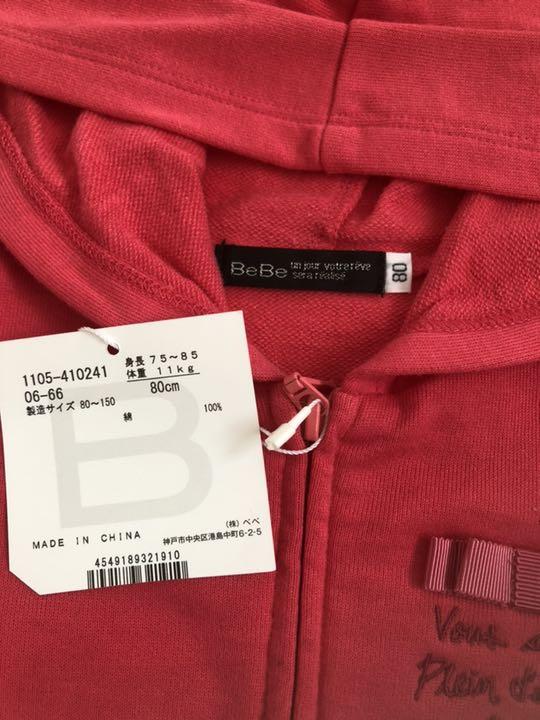 BeBe un jour votre rêve
sera réalisé
80
1105-410241
06-66
身長 75~85
体重 11kg
80cm
製造サイズ 80~150
綿 100%
B
MADE IN CHINA
(株)べべ
神戸市中央区港島中町6-2-5
4549189321910
Vous
Plein d